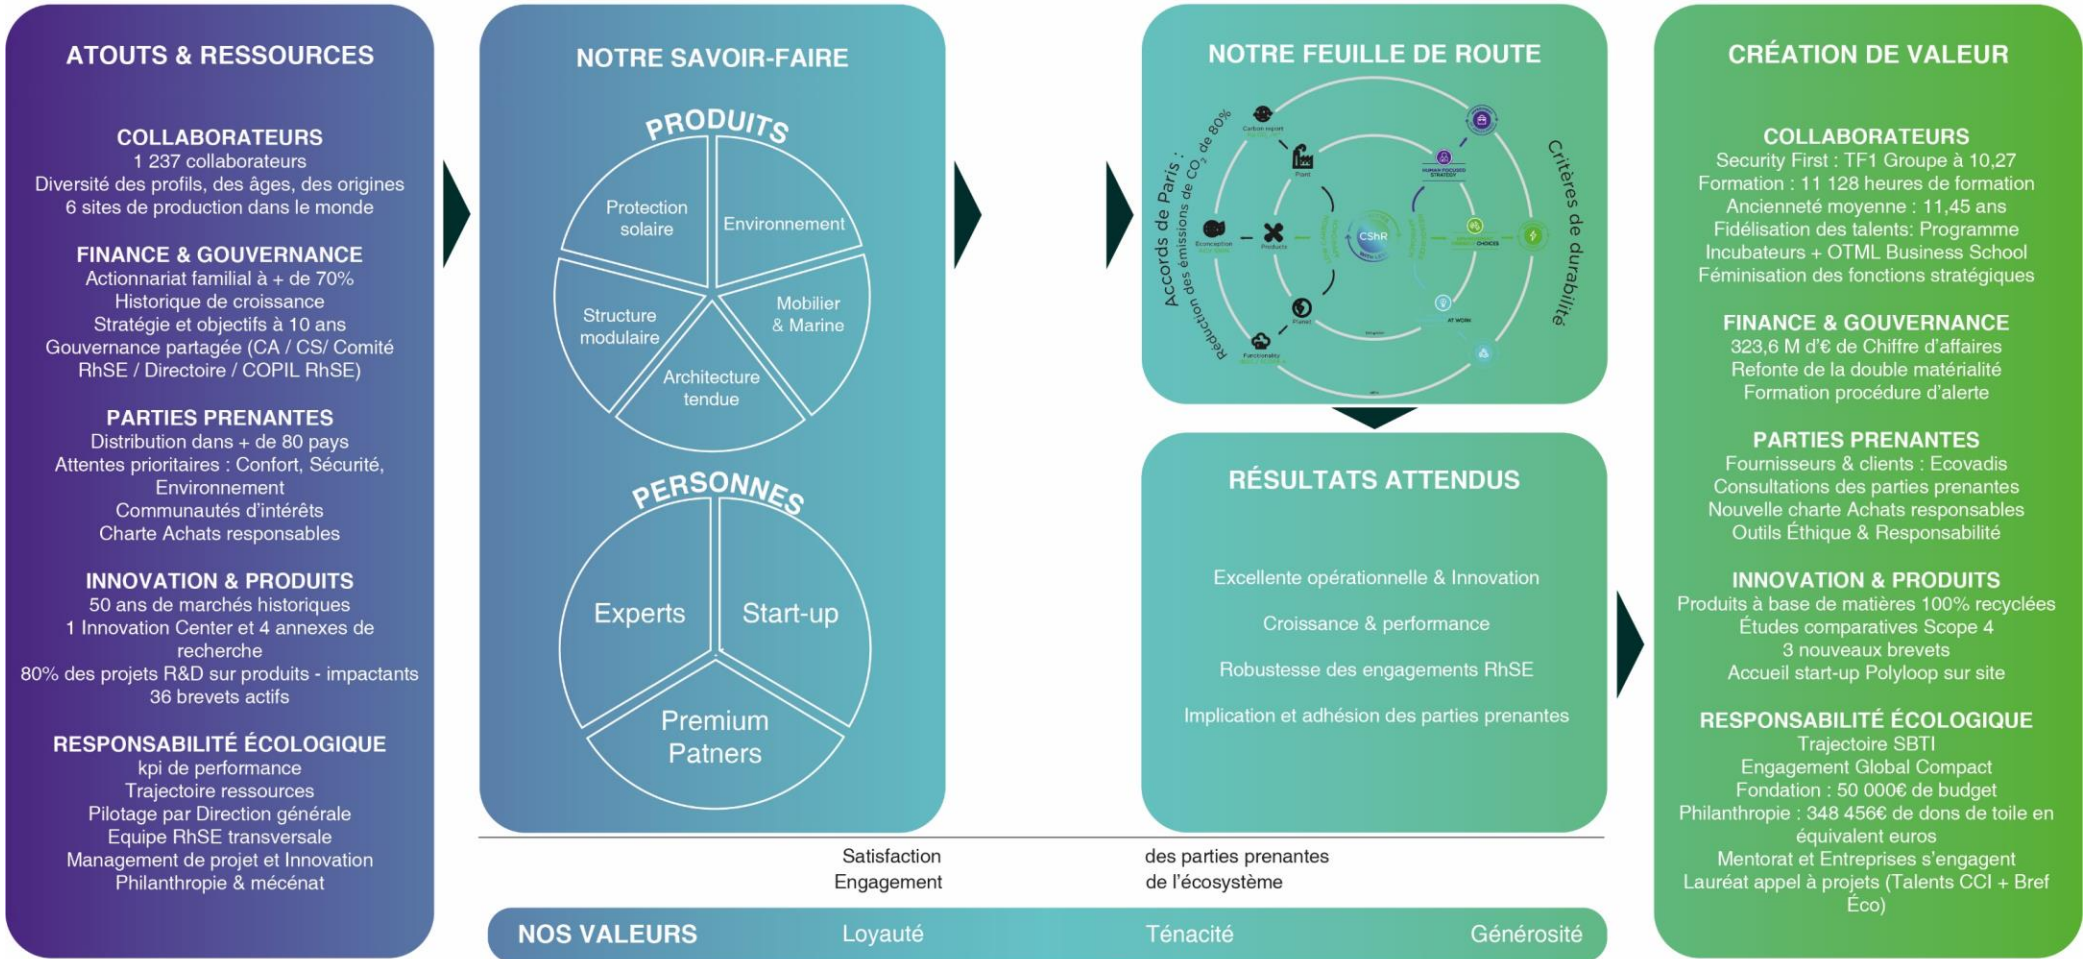 ATOUTS & RESSOURCES
COLLABORATEURS
1 237 collaborateurs
Diversité des profils, des âges, des origines
6 sites de production dans le monde
FINANCE & GOUVERNANCE
Actionnariat familial à + de 70%
Historique de croissance
Stratégie et objectifs à 10 ans
Gouvernance partagée (CA / CS/ Comité
RhSE / Directoire / COPIL RhSE)
PARTIES PRENANTES
Distribution dans + de 80 pays
Attentes prioritaires : Confort, Sécurité,
Environnement
Communautés d'intérêts
Charte Achats responsables
INNOVATION & PRODUITS
50 ans de marchés historiques
1 Innovation Center et 4 annexes de
recherche
80% des projets R&D sur produits - impactants
36 brevets actifs
RESPONSABILITÉ ÉCOLOGIQUE
kpi de performance
Trajectoire ressources
Pilotage par Direction générale
Equipe RhSE transversale
Management de projet et Innovation
Philanthropie & mécénat
NOTRE SAVOIR-FAIRE
PRODUITS
Protection
solaire
Environnement
Structure
modulaire
Mobilier
& Marine
Architecture
tendue
PERSONNES
Experts
Start-up
Premium
Patners
NOTRE FEUILLE DE ROUTE
Accords de Paris :
Réduction des émissions de CO2 de 80%
Critères de durabilité
Carbon report
Plant
HUMAN FOCUSED
STRATEGY
Econception
Products
CShR
CHOICES
Planet
AT WORK
Functionality
RÉSULTATS ATTENDUS
Excellente opérationnelle & Innovation
Croissance & performance
Robustesse des engagements RhSE
Implication et adhésion des parties prenantes
CRÉATION DE VALEUR
COLLABORATEURS
Security First : TF1 Groupe à 10,27
Formation : 11 128 heures de formation
Ancienneté moyenne : 11,45 ans
Fidélisation des talents: Programme
Incubateurs + OTML Business School
Féminisation des fonctions stratégiques
FINANCE & GOUVERNANCE
323,6 M d'€ de Chiffre d'affaires
Refonte de la double matérialité
Formation procédure d'alerte
PARTIES PRENANTES
Fournisseurs & clients : Ecovadis
Consultations des parties prenantes
Nouvelle charte Achats responsables
Outils Éthique & Responsabilité
INNOVATION & PRODUITS
Produits à base de matières 100% recyclées
Études comparatives Scope 4
3 nouveaux brevets
Accueil start-up Polyloop sur site
RESPONSABILITÉ ÉCOLOGIQUE
Trajectoire SBTI
Engagement Global Compact
Fondation : 50 000€ de budget
Philanthropie : 348 456€ de dons de toile en
équivalent euros
Mentorat et Entreprises s'engagent
Lauréat appel à projets (Talents CCI + Bref
Éco)
Satisfaction des parties prenantes
Engagement de l'écosystème
NOS VALEURS Loyauté Ténacité Générosité